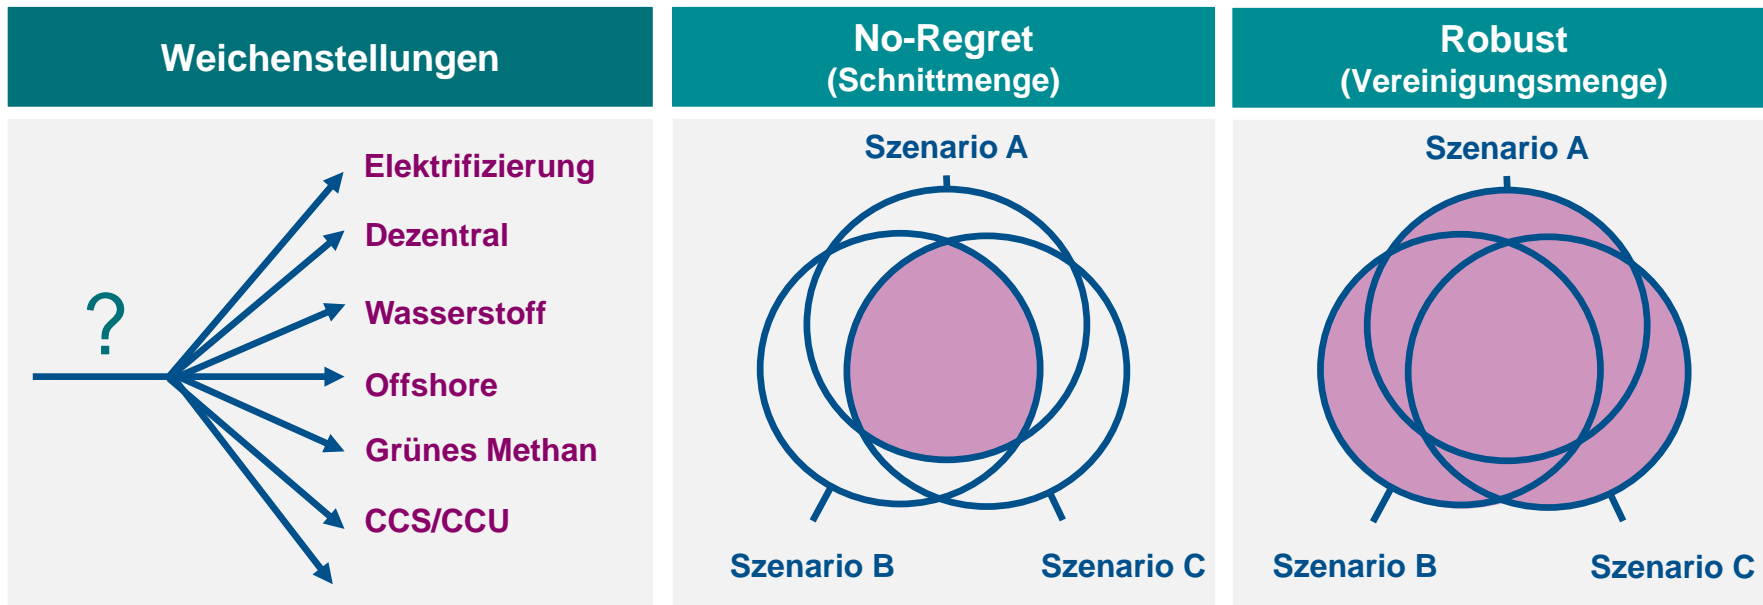 Weichenstellungen
?
Elektrifizierung
Dezentral
Wasserstoff
Offshore
Grünes Methan
CCS/CCU
No-Regret
(Schnittmenge)
Szenario A
Szenario B
Szenario C
Robust
(Vereinigungsmenge)
Szenario A
Szenario B
Szenario C